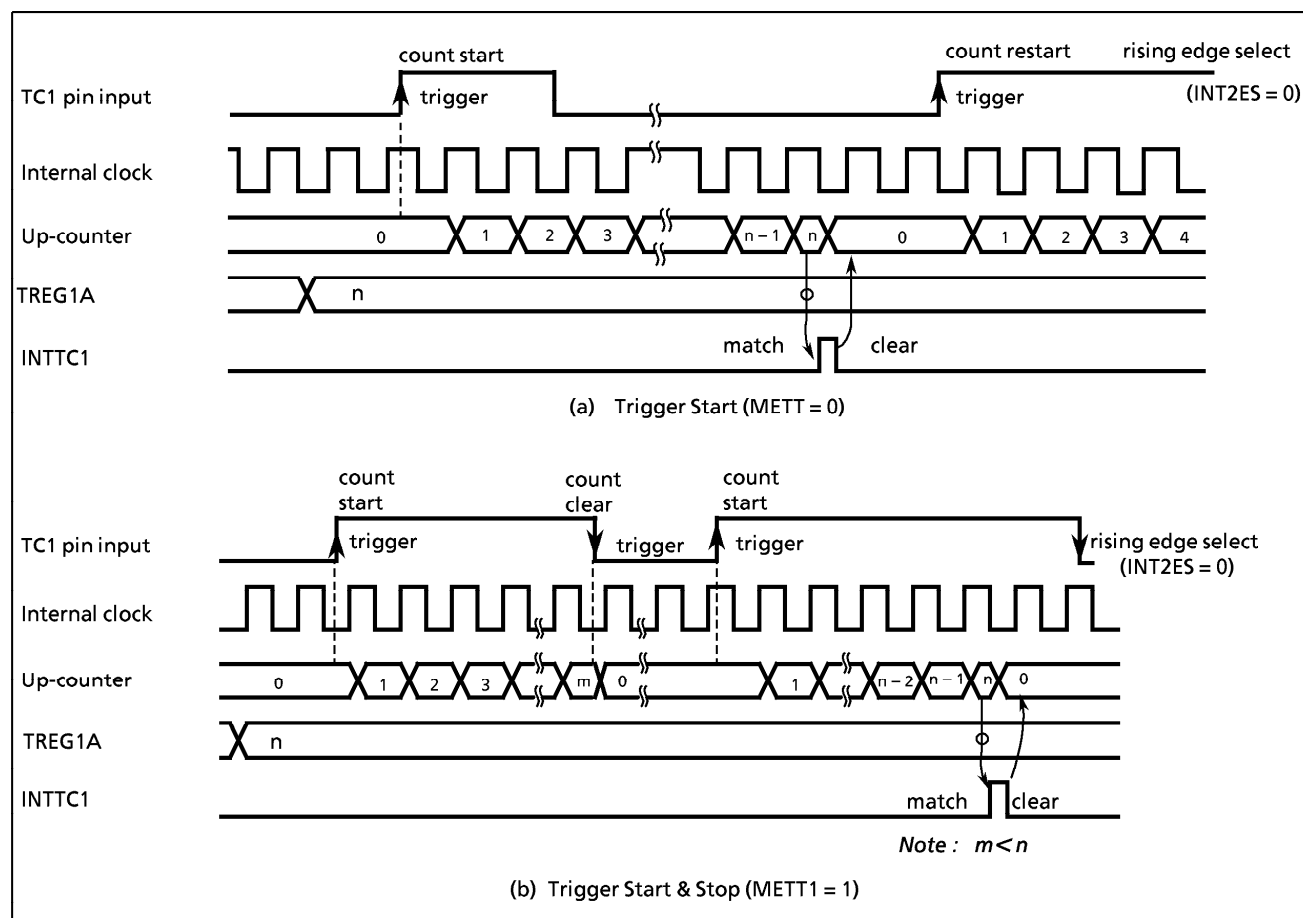 count start
count restart
rising edge select
TC1 pin input
trigger
trigger
(INT2ES = 0)
Internal clock
Up-counter
0
1
2
3
n – 1
n
0
1
2
3
4
TREG1A
n
INTTC1
match
clear
(a) Trigger Start (METT = 0)
count
start
count
clear
count
start
TC1 pin input
trigger
trigger
trigger
rising edge select
(INT2ES = 0)
Internal clock
Up-counter
0
1
2
3
m
0
1
n – 2
n – 1
n
0
TREG1A
n
INTTC1
match
clear
Note : m < n
(b) Trigger Start & Stop (METT1 = 1)